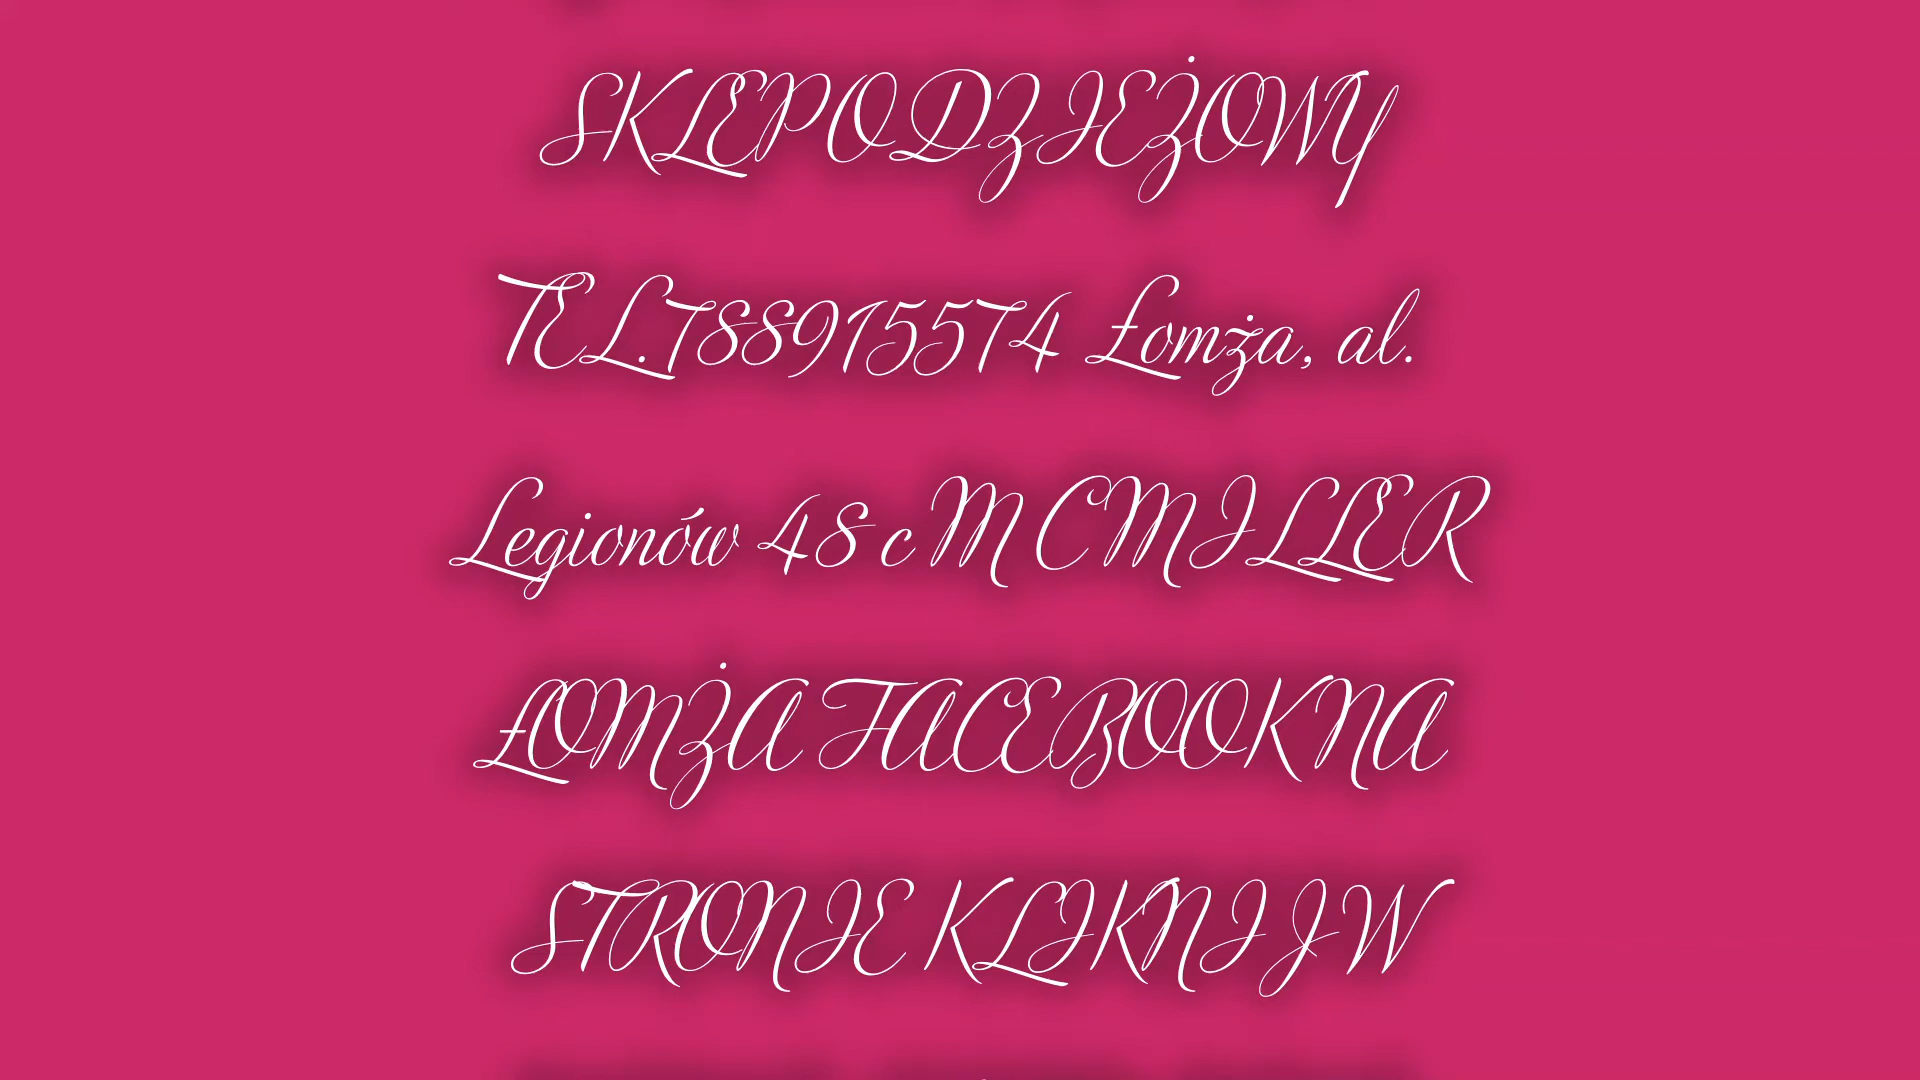 SKLEP ODZIEŻOWY
TEL.788915574 Łomża, al.
Legionów 48 c M CMILLER
ŁOMŻA FACEBOOK NA
STRONIE KLIKNIJ W